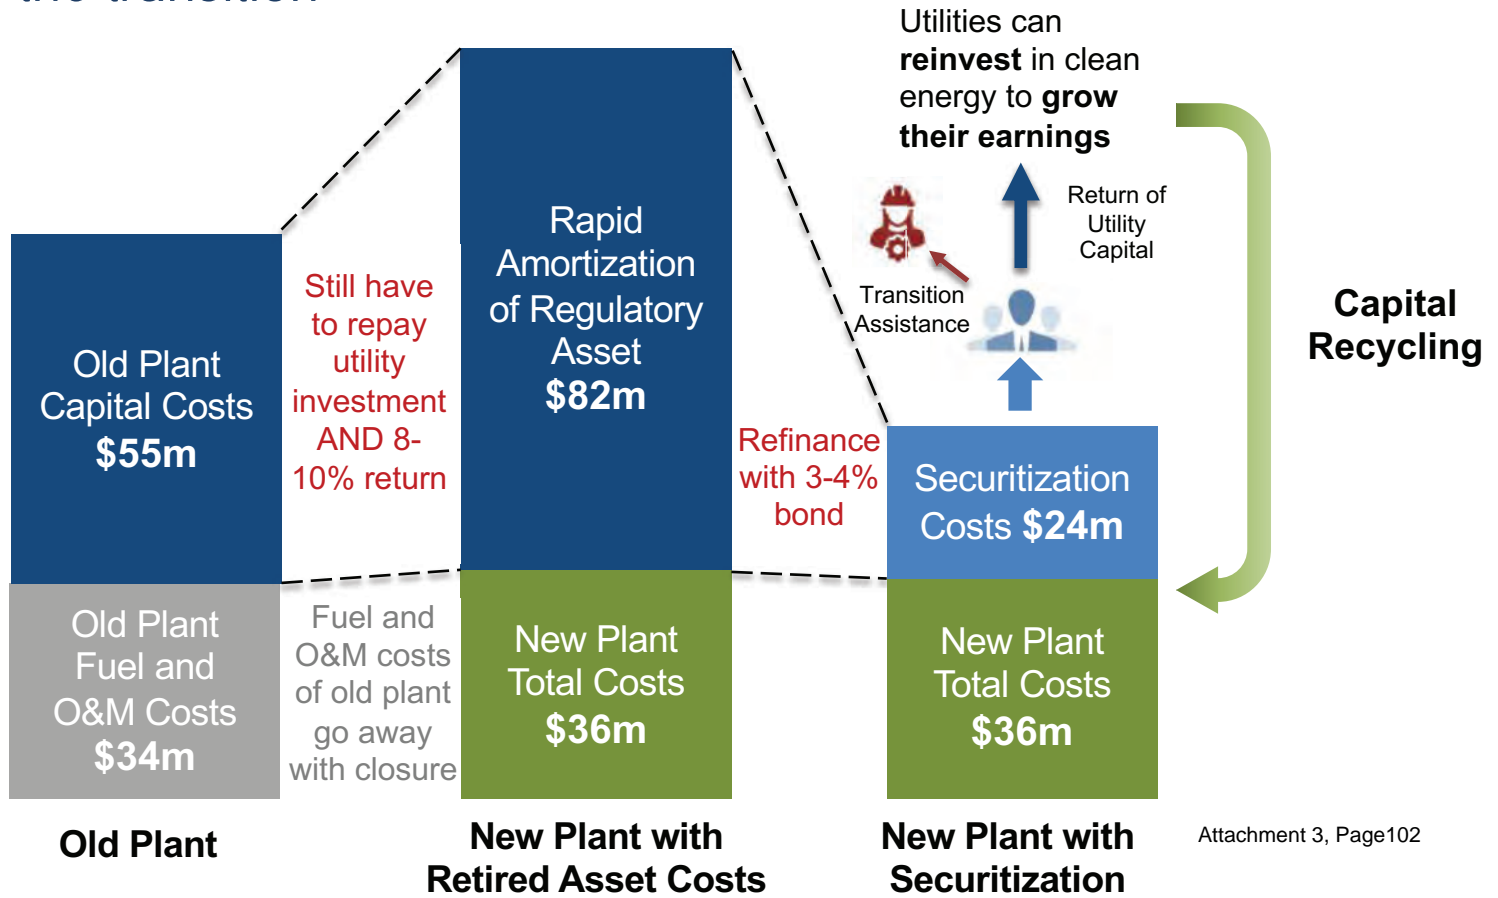 the transition
Utilities can
reinvest in clean
energy to grow
their earnings
Return of
Utility
Capital
Transition
Assistance
Capital
Recycling
Old Plant
Capital Costs
$55m
Still have
to repay
utility
investment
AND 8-
10% return
Rapid
Amortization
of Regulatory
Asset
$82m
Refinance
with 3-4%
bond
Securitization
Costs $24m
Old Plant
Fuel and
O&M Costs
$34m
Fuel and
O&M costs
of old plant
go away
with closure
New Plant
Total Costs
$36m
New Plant
Total Costs
$36m
Old Plant
New Plant with
Retired Asset Costs
New Plant with
Securitization
Attachment 3, Page102